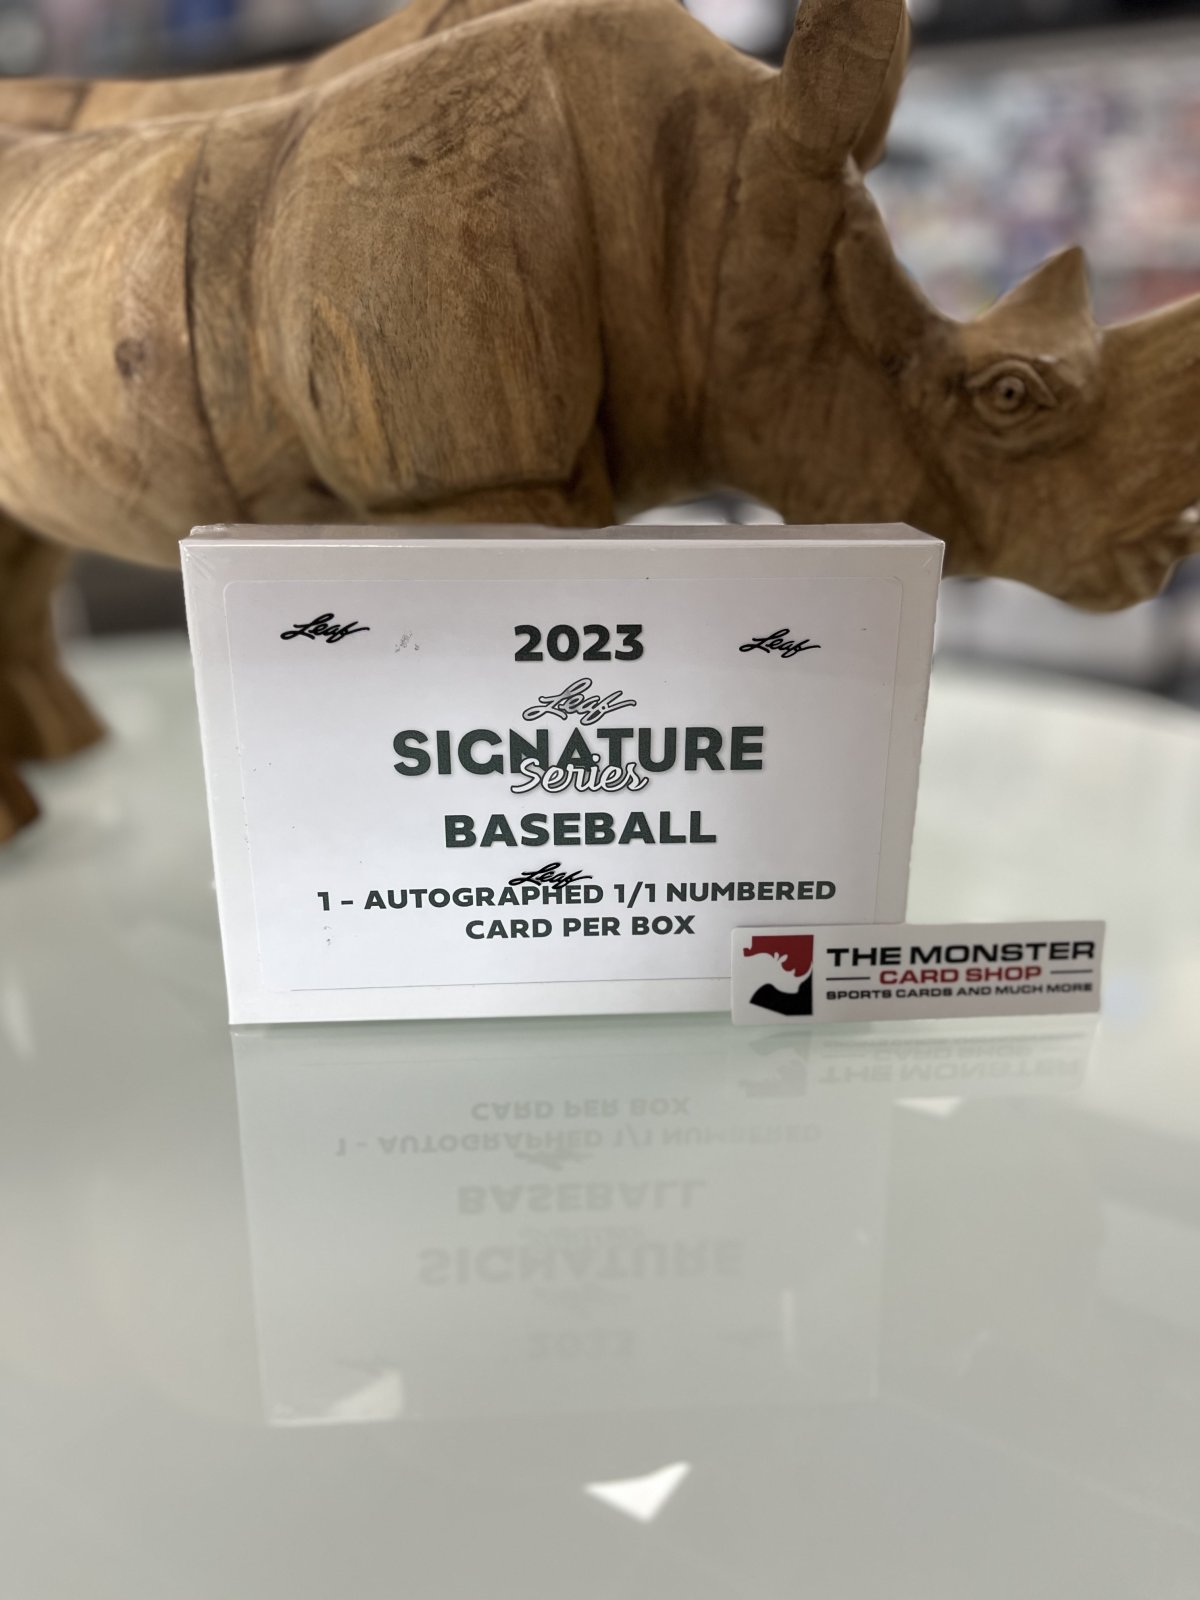 Leaf
2023
Leaf
Leaf
SIGNATURE
Series
BASEBALL
Leaf
1 - AUTOGRAPHED 1/1 NUMBERED
CARD PER BOX
THE MONSTER
CARD SHOP
SPORTS CARDS AND MUCH MORE